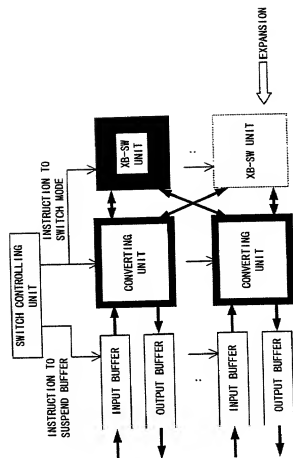 SWITCH CONTROLLING
UNIT
INSTRUCTION TO
SUSPEND BUFFER
INSTRUCTION TO
SWITCH MODE
INPUT BUFFER
OUTPUT BUFFER
CONVERTING
UNIT
XB-SW
UNIT
:
:
INPUT BUFFER
OUTPUT BUFFER
CONVERTING
UNIT
XB-SW UNIT
EXPANSION